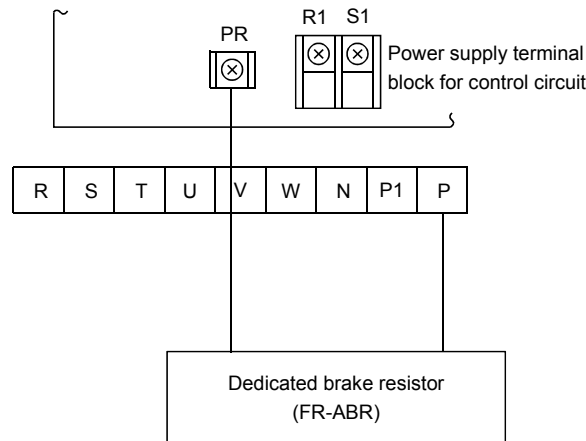 R1 S1
PR
Power supply terminal
block for control circuit
R S T U V W N P1 P
Dedicated brake resistor
(FR-ABR)